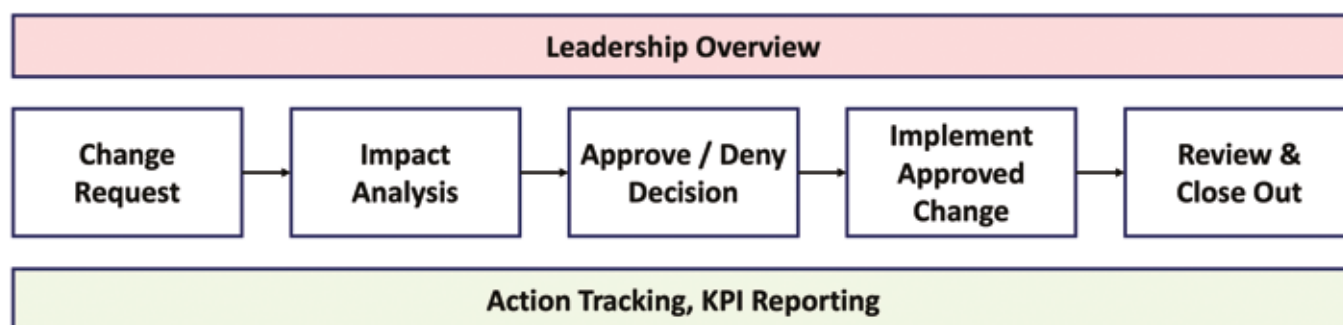 Leadership Overview
Change
Request
Impact
Analysis
Approve / Deny
Decision
Implement
Approved
Change
Review &
Close Out
Action Tracking, KPI Reporting